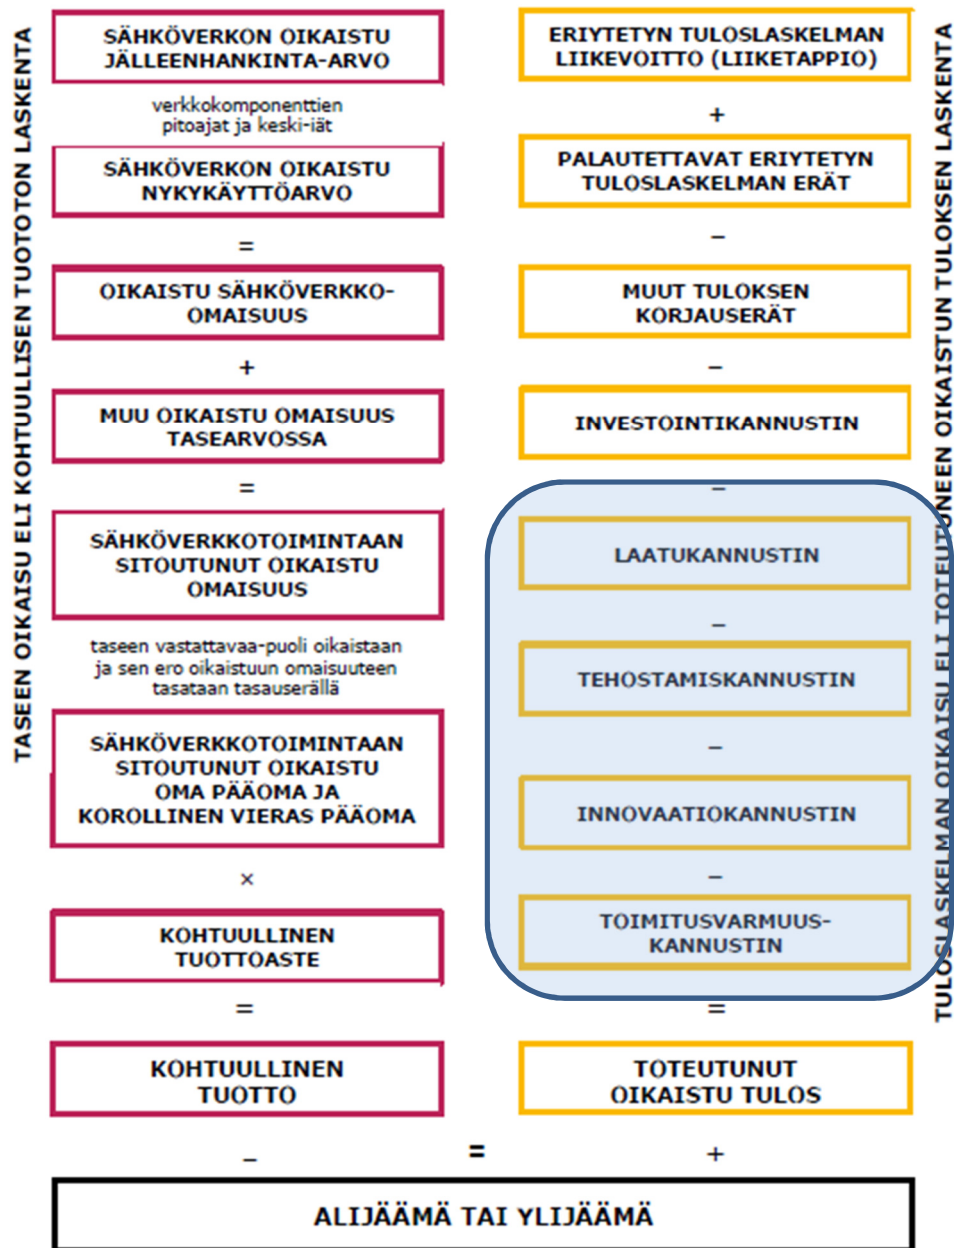 TASEEN OIKAISU ELI KOHTUULLISEN TUOTOTON LASKENTA
SÄHKÖVERKON OIKAISTU
JÄLLEENHANKINTA-ARVO
verkkokomponenttien
pitoajat ja keski-iät
SÄHKÖVERKON OIKAISTU
NYKYKÄYTTÖARVO
=
OIKAISTU SÄHKÖVERKKO-
OMAISUUS
+
MUU OIKAISTU OMAISUUS
TASEARVOSSA
=
SÄHKÖVERKKOTOIMINTAAN
SITOUTUNUT OIKAISTU
OMAISUUS
taseen vastattavaa-puoli oikaistaan
ja sen ero oikaistuun omaisuuteen
tasataan tasauserällä
SÄHKÖVERKKOTOIMINTAAN
SITOUTUNUT OIKAISTU
OMA PÄÄOMA JA
KOROLLINEN VIERAS PÄÄOMA
×
KOHTUULLINEN
TUOTTOASTE
=
KOHTUULLINEN
TUOTTO
–
ERIYTETYN TULOSLASKELMAN
LIIKEVOITTO (LIIKETAPPIO)
+
PALAUTETTAVAT ERIYTETYN
TULOSLASKELMAN ERÄT
–
MUUT TULOKSEN
KORJAUSERÄT
–
INVESTOINTIKANNUSTIN
–
LAATUKANNUSTIN
–
TEHOSTAMISKANNUSTIN
–
INNOVAATIOKANNUSTIN
–
TOIMITUSVARMUUS-
KANNUSTIN
=
TOTEUTUNUT
OIKAISTU TULOS
+
TULOSLASKELMAN OIKAISU ELI TOTEUTUNEEN OIKAISTUN TULOKSEN LASKENTA
=
ALIJÄÄMÄ TAI YLIJÄÄMÄ